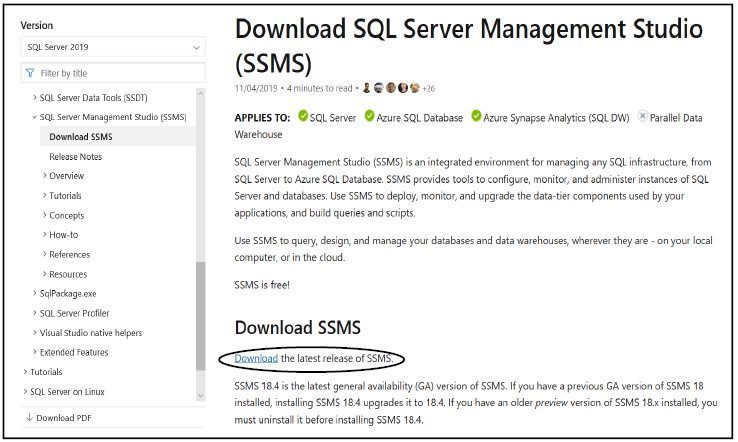 Version
SQL Server 2019
Filter by title
SQL Server Data Tools (SSDT)
SQL Server Management Studio (SSMS)
Download SSMS
Release Notes
Overview
Tutorials
Concepts
How-to
References
Resources
SqlPackage.exe
SQL Server Profiler
Visual Studio native helpers
Extended Features
Tutorials
SQL Server on Linux
Download PDF
Download SQL Server Management Studio
(SSMS)
11/04/2019 • 4 minutes to read • +26
APPLIES TO: SQL Server Azure SQL Database Azure Synapse Analytics (SQL DW) Parallel Data
Warehouse
SQL Server Management Studio (SSMS) is an integrated environment for managing any SQL infrastructure, from
SQL Server to Azure SQL Database. SSMS provides tools to configure, monitor, and administer instances of SQL
Server and databases. Use SSMS to deploy, monitor, and upgrade the data-tier components used by your
applications, and build queries and scripts.
Use SSMS to query, design, and manage your databases and data warehouses, wherever they are - on your local
computer, or in the cloud.
SSMS is free!
Download SSMS
Download the latest release of SSMS.
SSMS 18.4 is the latest general availability (GA) version of SSMS. If you have a previous GA version of SSMS 18
installed, installing SSMS 18.4 upgrades it to 18.4. If you have an older preview version of SSMS 18.x installed, you
must uninstall it before installing SSMS 18.4.